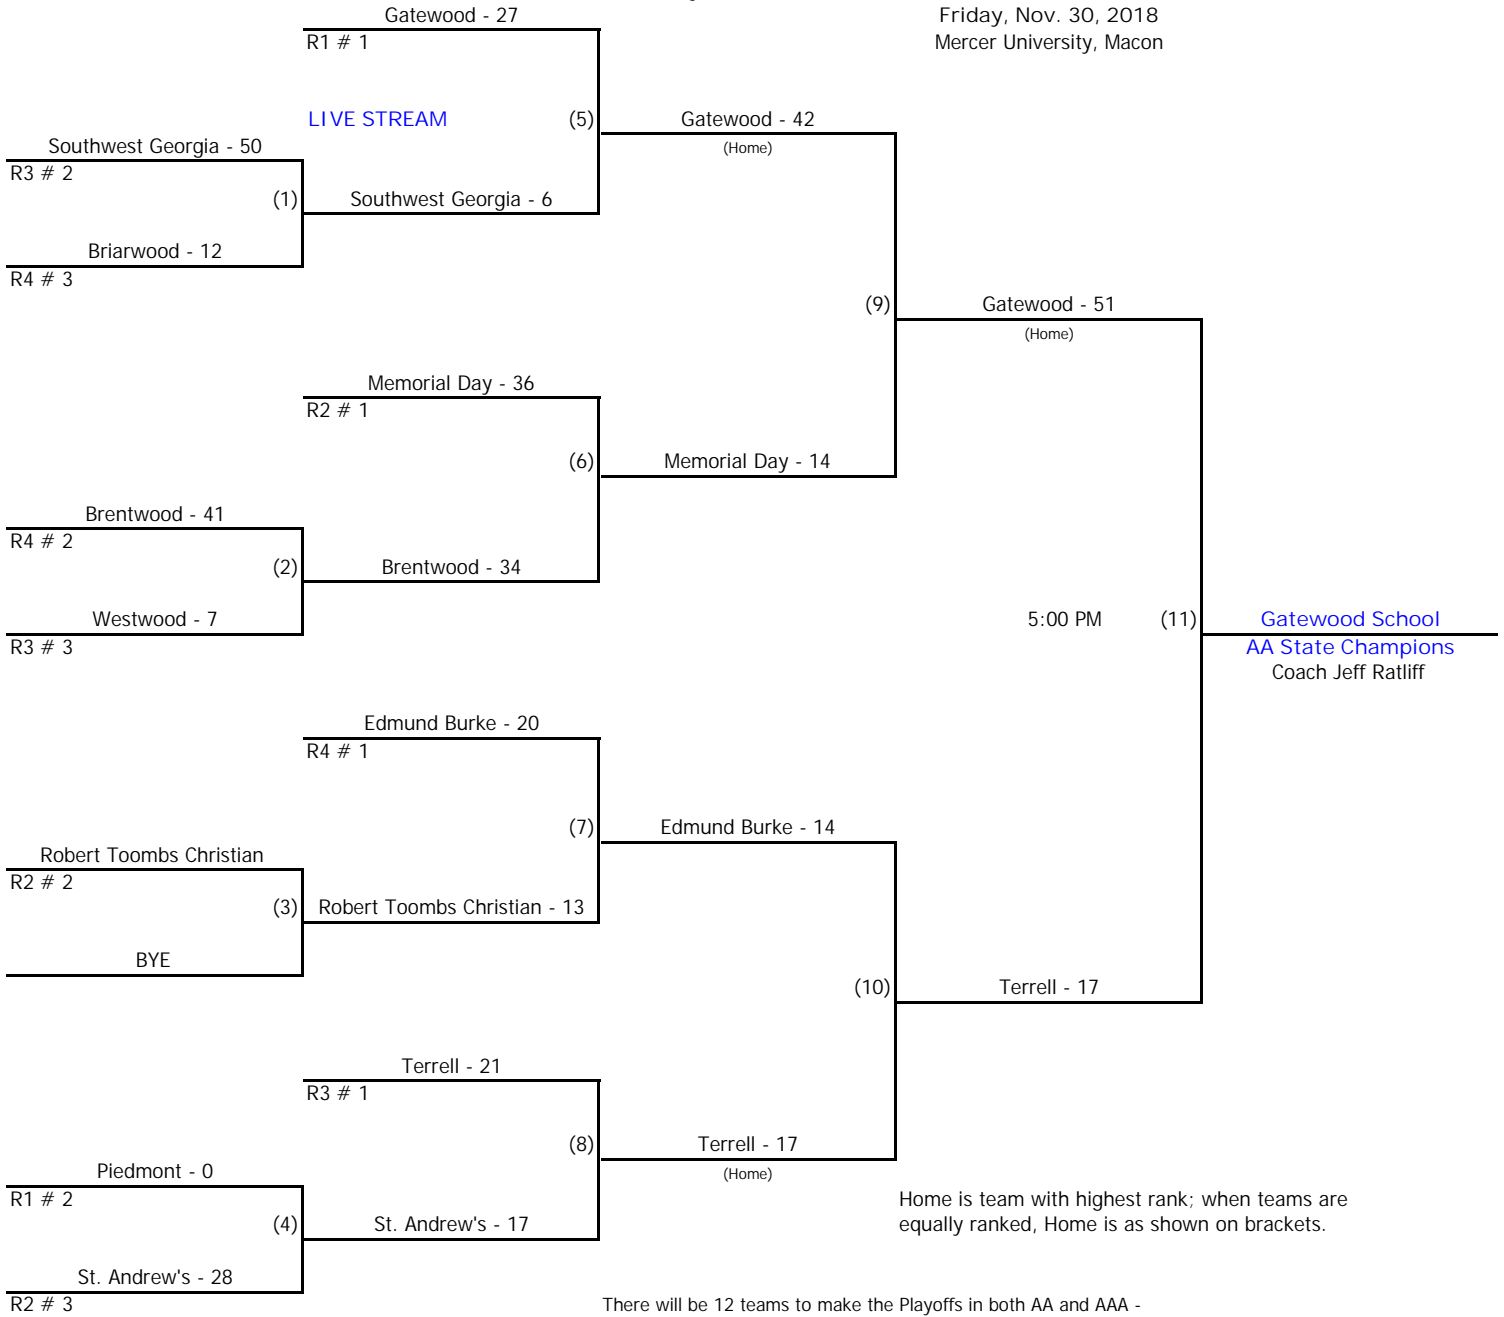 Gatewood - 27
R1 # 1
Friday, Nov. 30, 2018
Mercer University, Macon
LIVE STREAM
(5)
Gatewood - 42
(Home)
Southwest Georgia - 50
R3 # 2
(1)
Southwest Georgia - 6
Briarwood - 12
R4 # 3
(9)
Gatewood - 51
(Home)
Memorial Day - 36
R2 # 1
(6)
Memorial Day - 14
Brentwood - 41
R4 # 2
(2)
Brentwood - 34
Westwood - 7
R3 # 3
5:00 PM
(11)
Gatewood School
AA State Champions
Coach Jeff Ratliff
Edmund Burke - 20
R4 # 1
(7)
Edmund Burke - 14
Robert Toombs Christian
R2 # 2
(3)
Robert Toombs Christian - 13
BYE
(10)
Terrell - 17
Terrell - 21
R3 # 1
(8)
Terrell - 17
(Home)
Piedmont - 0
R1 # 2
(4)
St. Andrew's - 17
St. Andrew's - 28
R2 # 3
Home is team with highest rank; when teams are
equally ranked, Home is as shown on brackets.
There will be 12 teams to make the Playoffs in both AA and AAA -